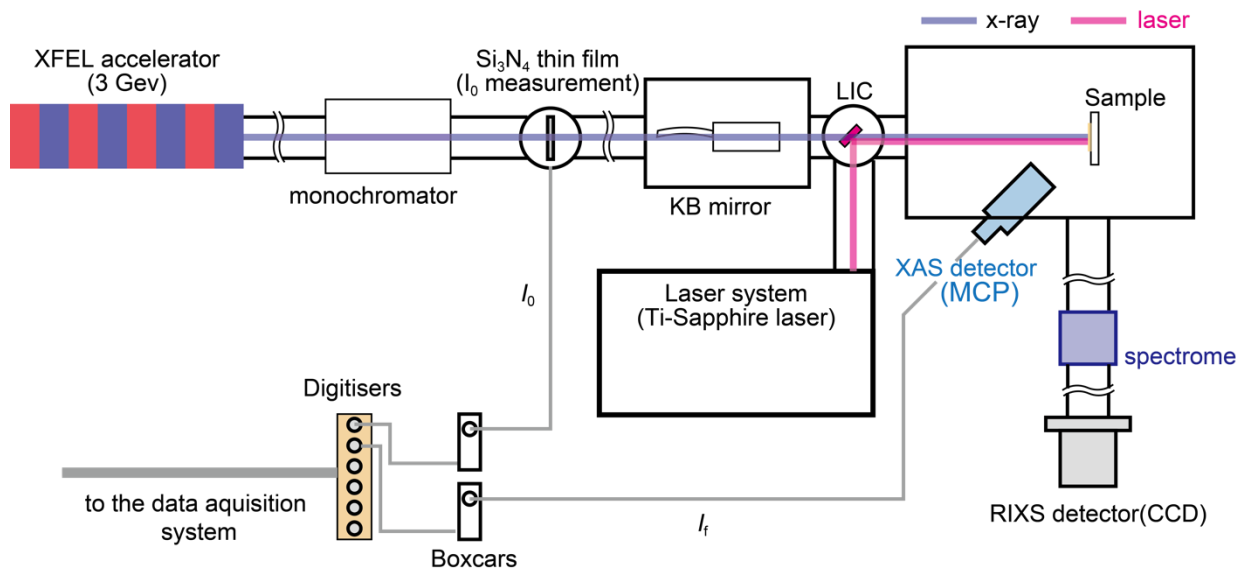 x-ray
laser
XFEL accelerator
(3 Gev)
Si₃N₄ thin film
(I₀ measurement)
LIC
Sample
monochromator
KB mirror
XAS detector
(MCP)
I₀
Laser system
(Ti-Sapphire laser)
spectrome
Digitisers
to the data aquisition
system
I_f
RIXS detector(CCD)
Boxcars